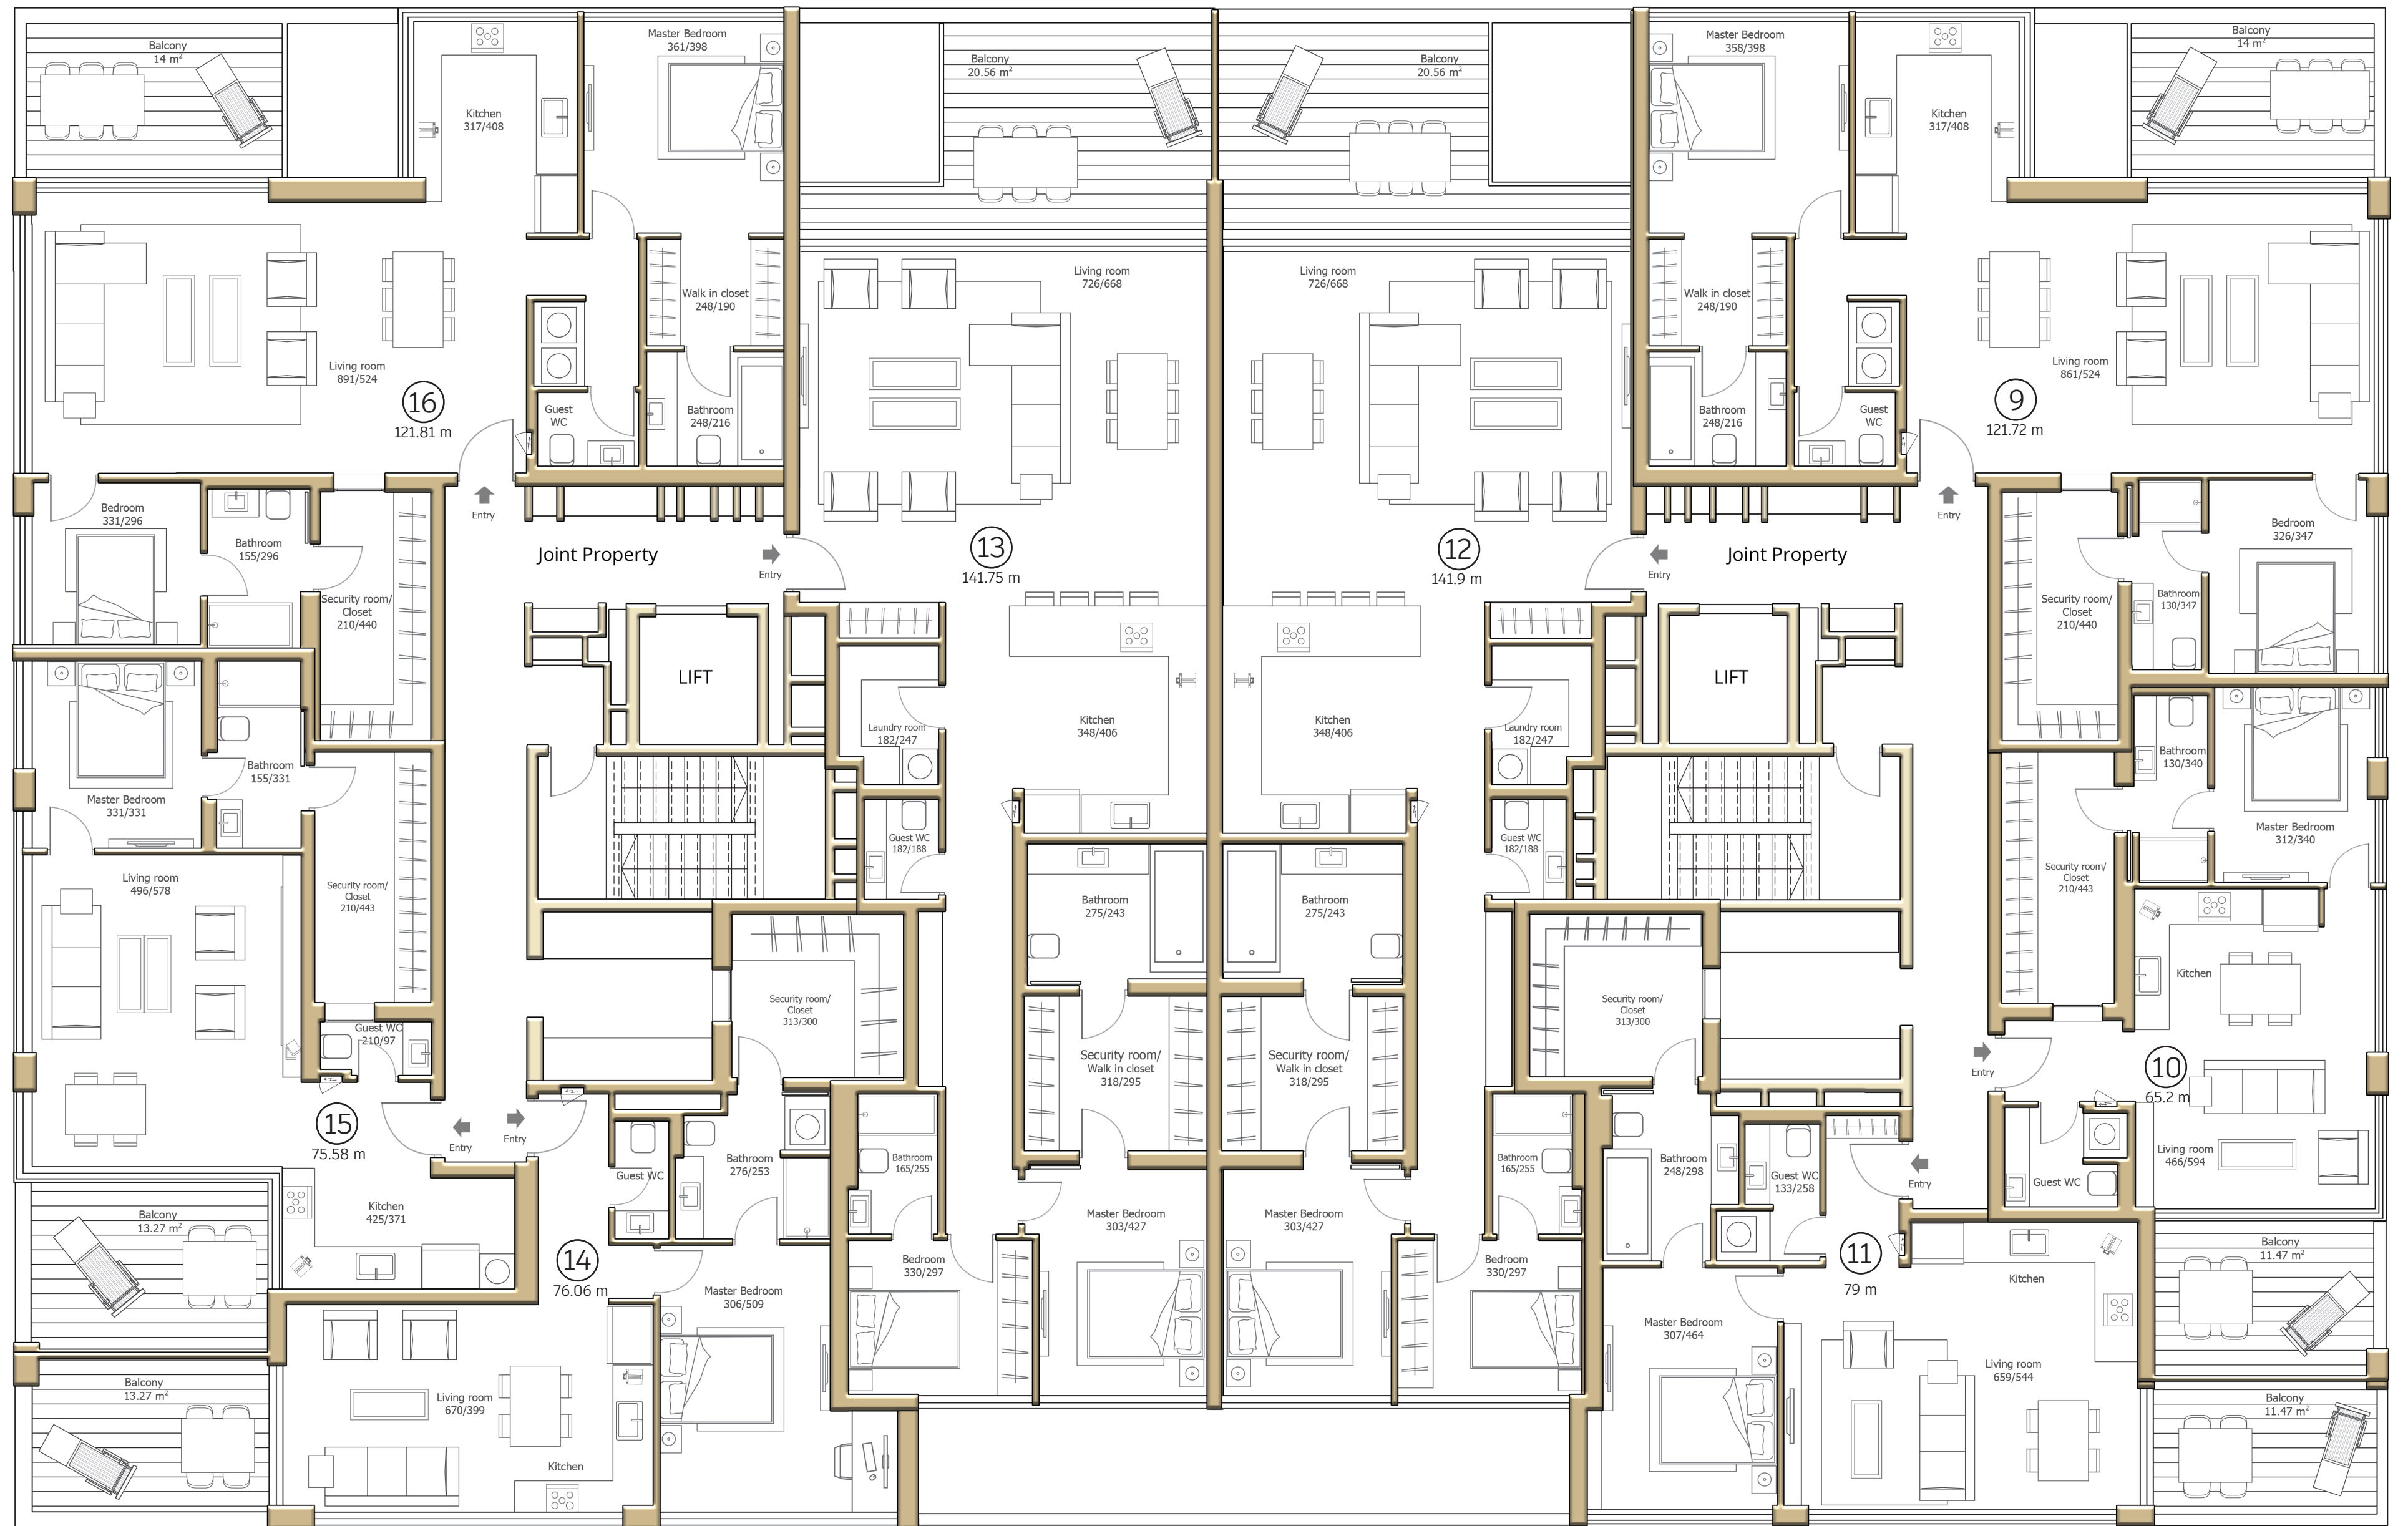 Balcony
14 m²
Kitchen
317/408
Master Bedroom
361/398
Balcony
20.56 m²
Balcony
20.56 m²
Master Bedroom
358/398
Kitchen
317/408
Balcony
14 m²
Walk in closet
248/190
Living room
891/524
16
121.81 m
Guest
WC
Bathroom
248/216
Living room
726/668
Living room
726/668
Walk in closet
248/190
Bathroom
248/216
Guest
WC
Living room
861/524
9
121.72 m
Entry
Bedroom
331/296
Bathroom
155/296
Security room/
Closet
210/440
Joint Property
Entry
13
141.75 m
12
141.9 m
Entry
Joint Property
Entry
Security room/
Closet
210/440
Bathroom
130/347
Bedroom
326/347
LIFT
Laundry room
182/247
Kitchen
348/406
Kitchen
348/406
Laundry room
182/247
LIFT
Master Bedroom
331/331
Bathroom
155/331
Bathroom
130/340
Master Bedroom
312/340
Living room
496/578
Security room/
Closet
210/443
Guest WC
182/188
Bathroom
275/243
Bathroom
275/243
Guest WC
182/188
Security room/
Closet
210/443
Kitchen
Guest WC
210/97
Security room/
Closet
313/300
Security room/
Walk in closet
318/295
Security room/
Walk in closet
318/295
Security room/
Closet
313/300
Entry
10
65.2 m
15
75.58 m
Entry
Entry
Guest WC
Bathroom
276/253
Bathroom
165/255
Bathroom
165/255
Bathroom
248/298
Guest WC
133/258
Entry
Guest WC
Living room
466/594
Balcony
13.27 m²
Kitchen
425/371
14
76.06 m
Master Bedroom
306/509
Bedroom
330/297
Master Bedroom
303/427
Master Bedroom
303/427
Bedroom
330/297
Master Bedroom
307/464
11
79 m
Kitchen
Balcony
11.47 m²
Balcony
13.27 m²
Living room
670/399
Kitchen
Living room
659/544
Balcony
11.47 m²